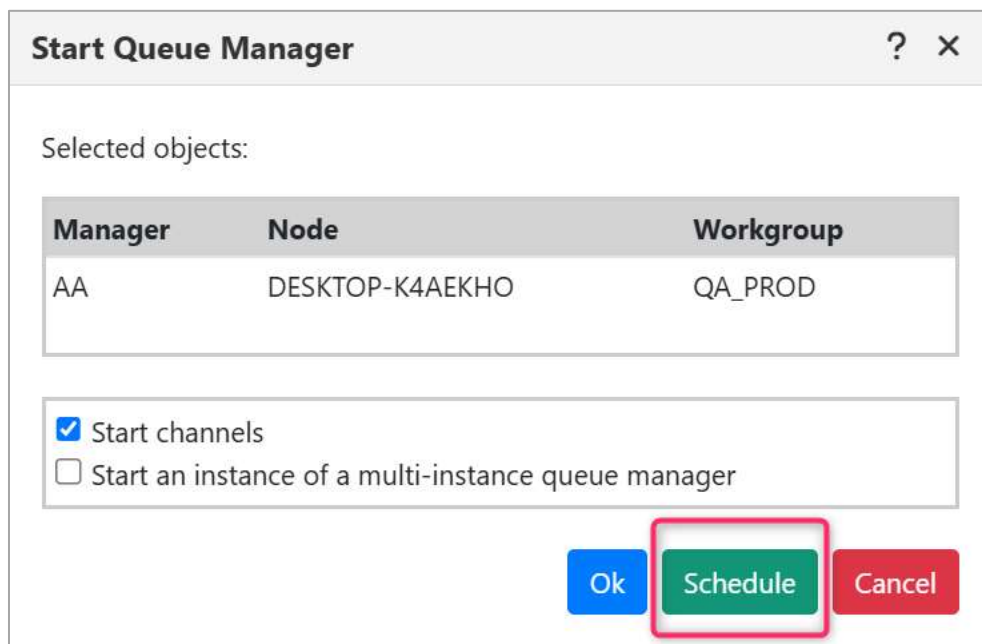 Start Queue Manager ? ×
Selected objects:
Manager Node Workgroup
AA DESKTOP-K4AEKHO QA_PROD
Start channels
Start an instance of a multi-instance queue manager
Ok Schedule Cancel